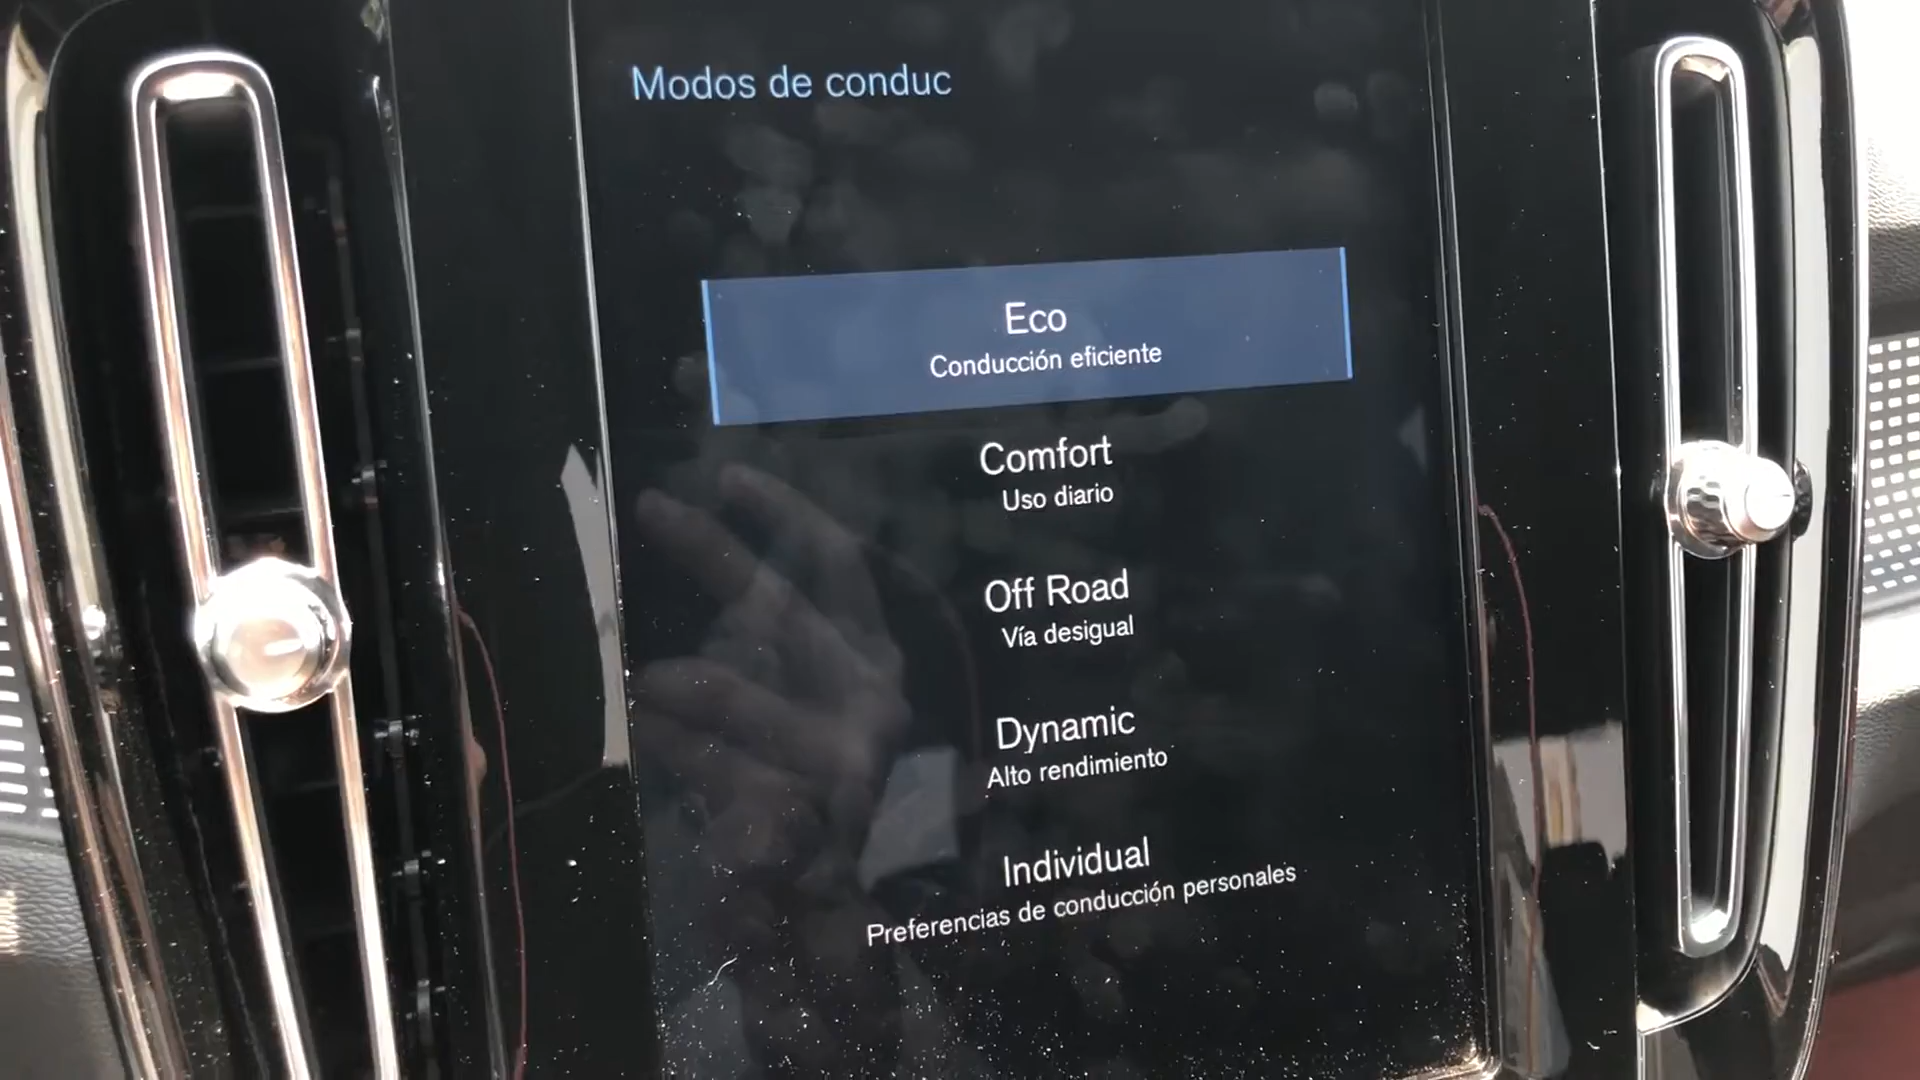 Modos de conduc
Eco
Conducción eficiente
Comfort
Uso diario
Off Road
Vía desigual
Dynamic
Alto rendimiento
Individual
Preferencias de conducción personales